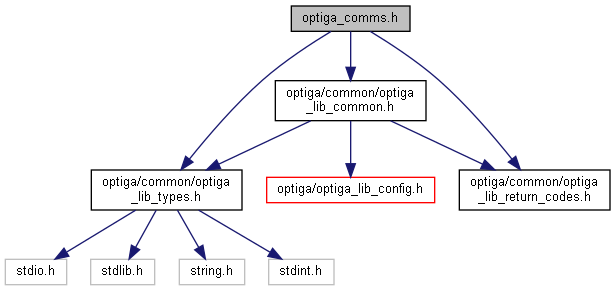 optiga_comms.h
optiga/common/optiga
_lib_common.h
optiga/common/optiga
_lib_types.h
optiga/optiga_lib_config.h
optiga/common/optiga
_lib_return_codes.h
stdio.h
stdlib.h
string.h
stdint.h